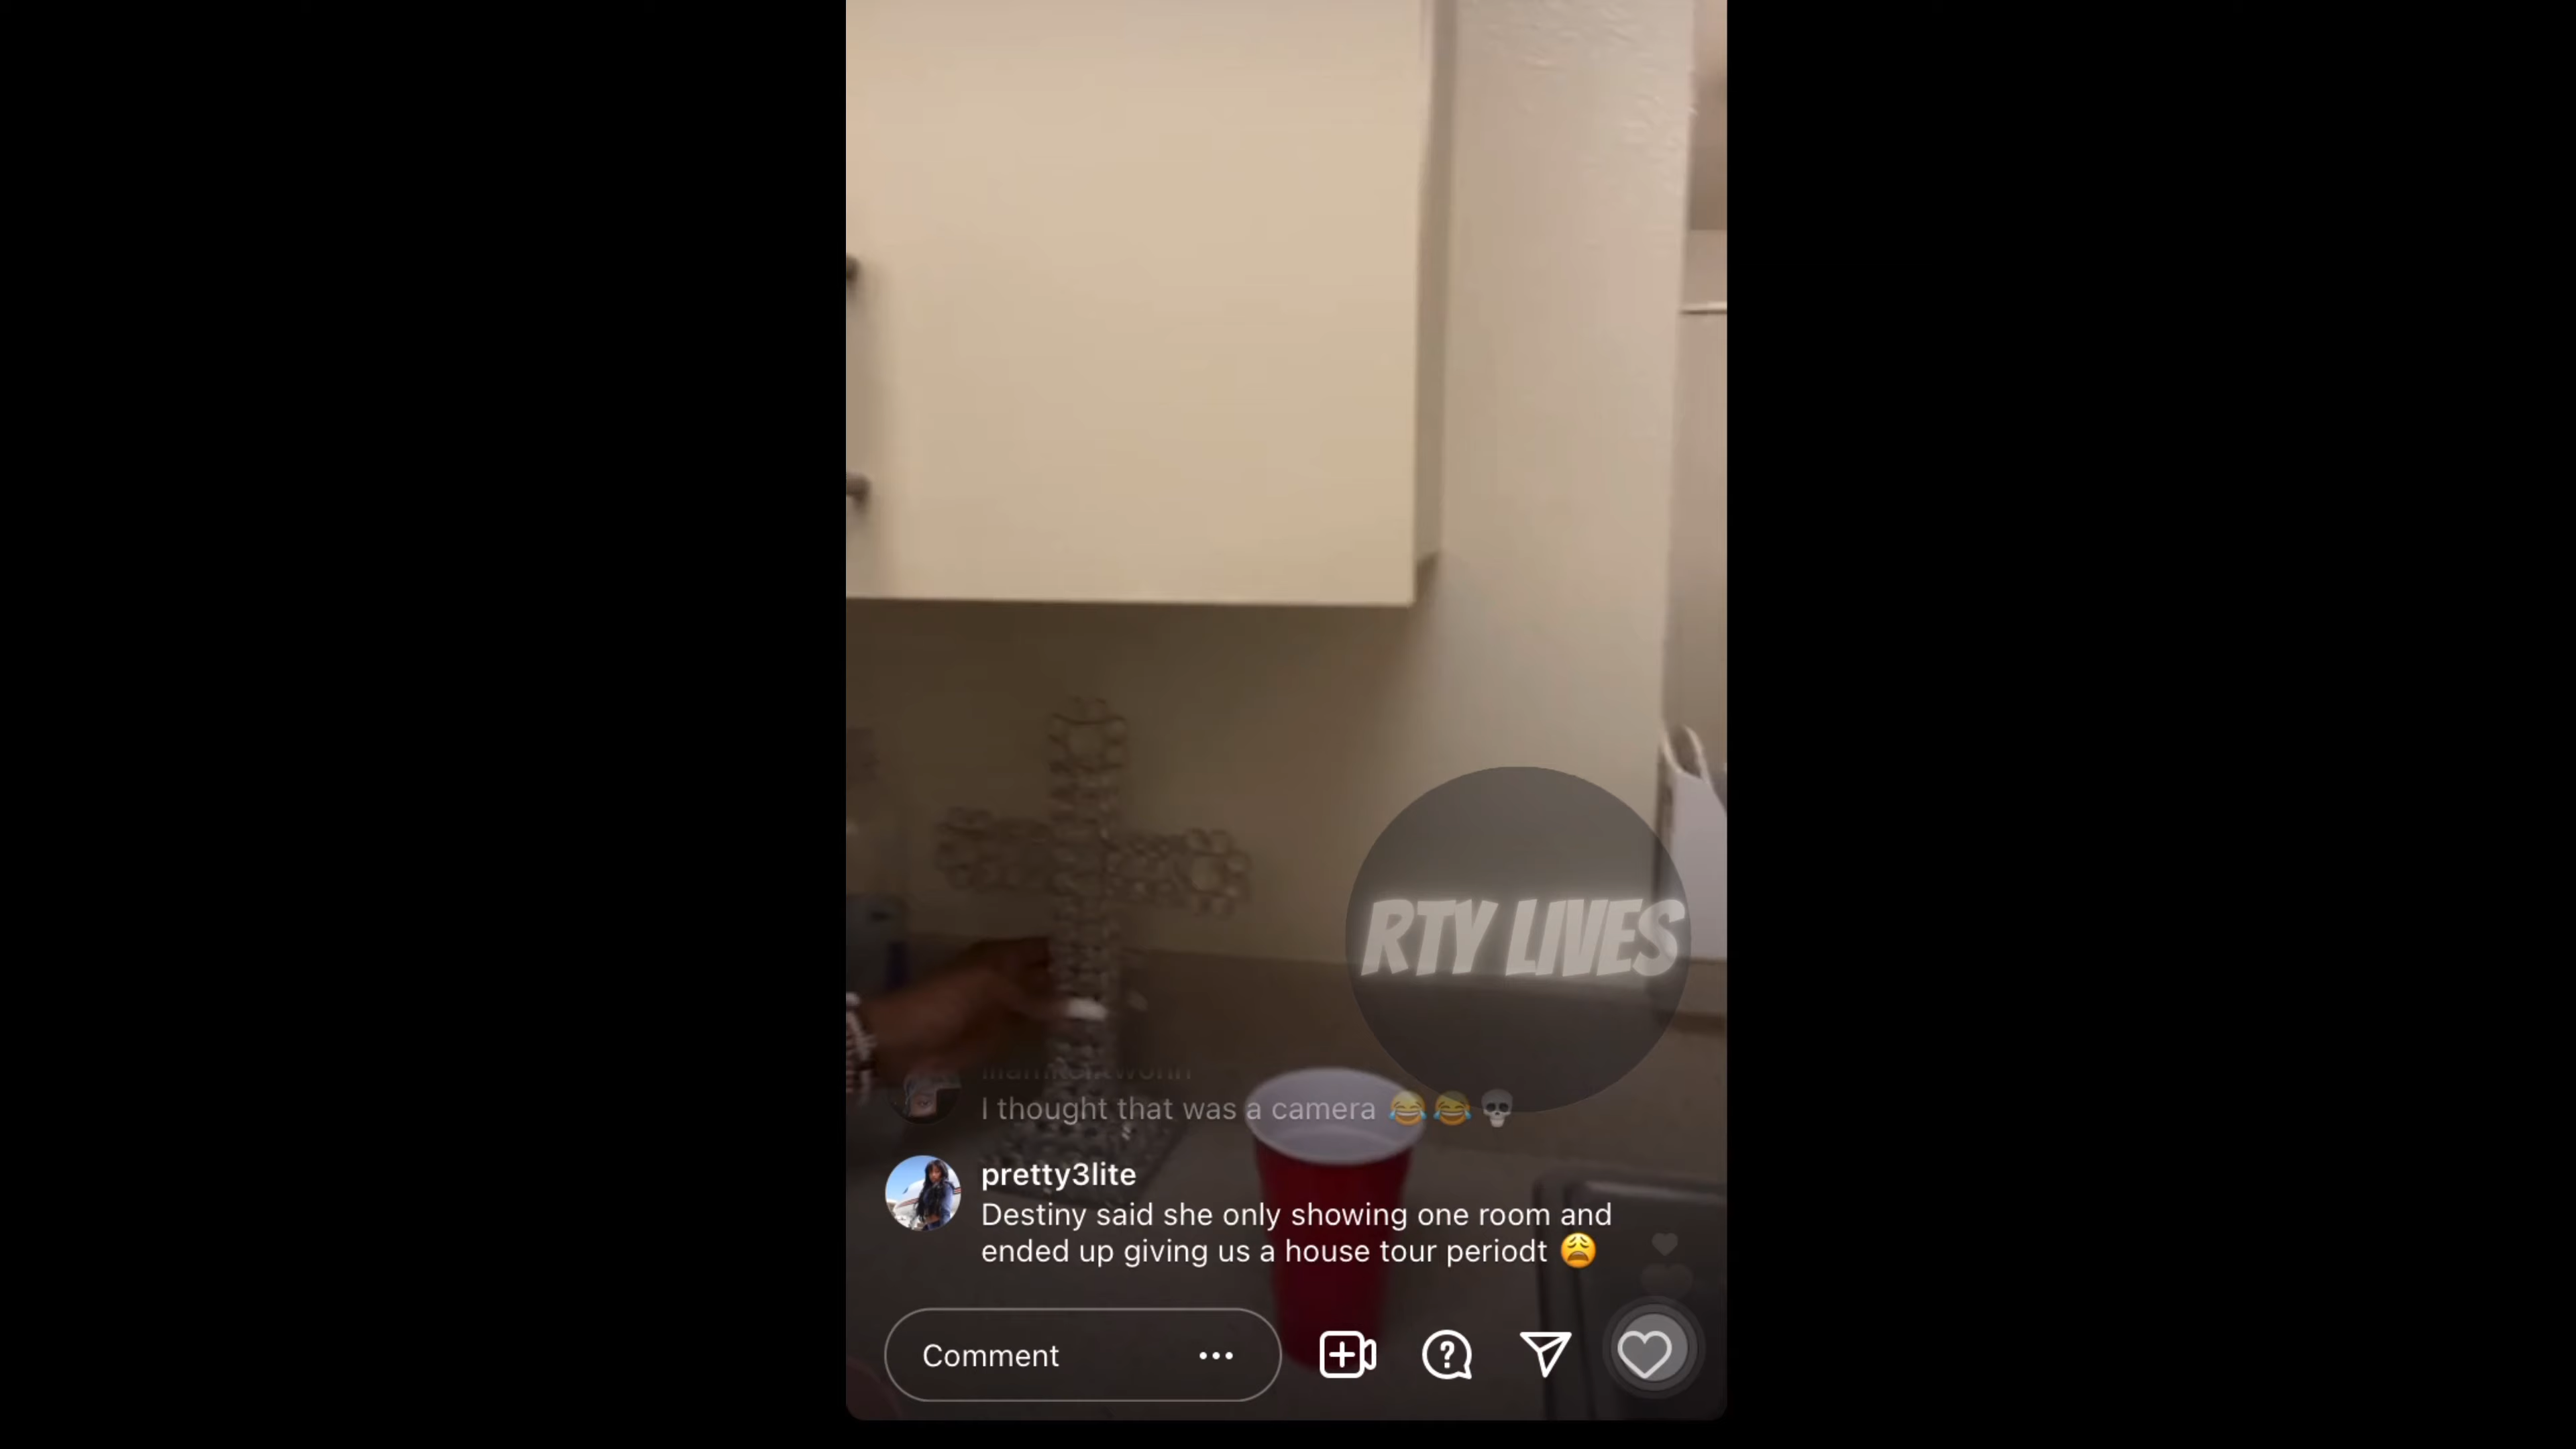 RTY LIVES
I thought that was a camera 😂😂💀
pretty3lite
Destiny said she only showing one room and
ended up giving us a house tour periodt 😩
Comment